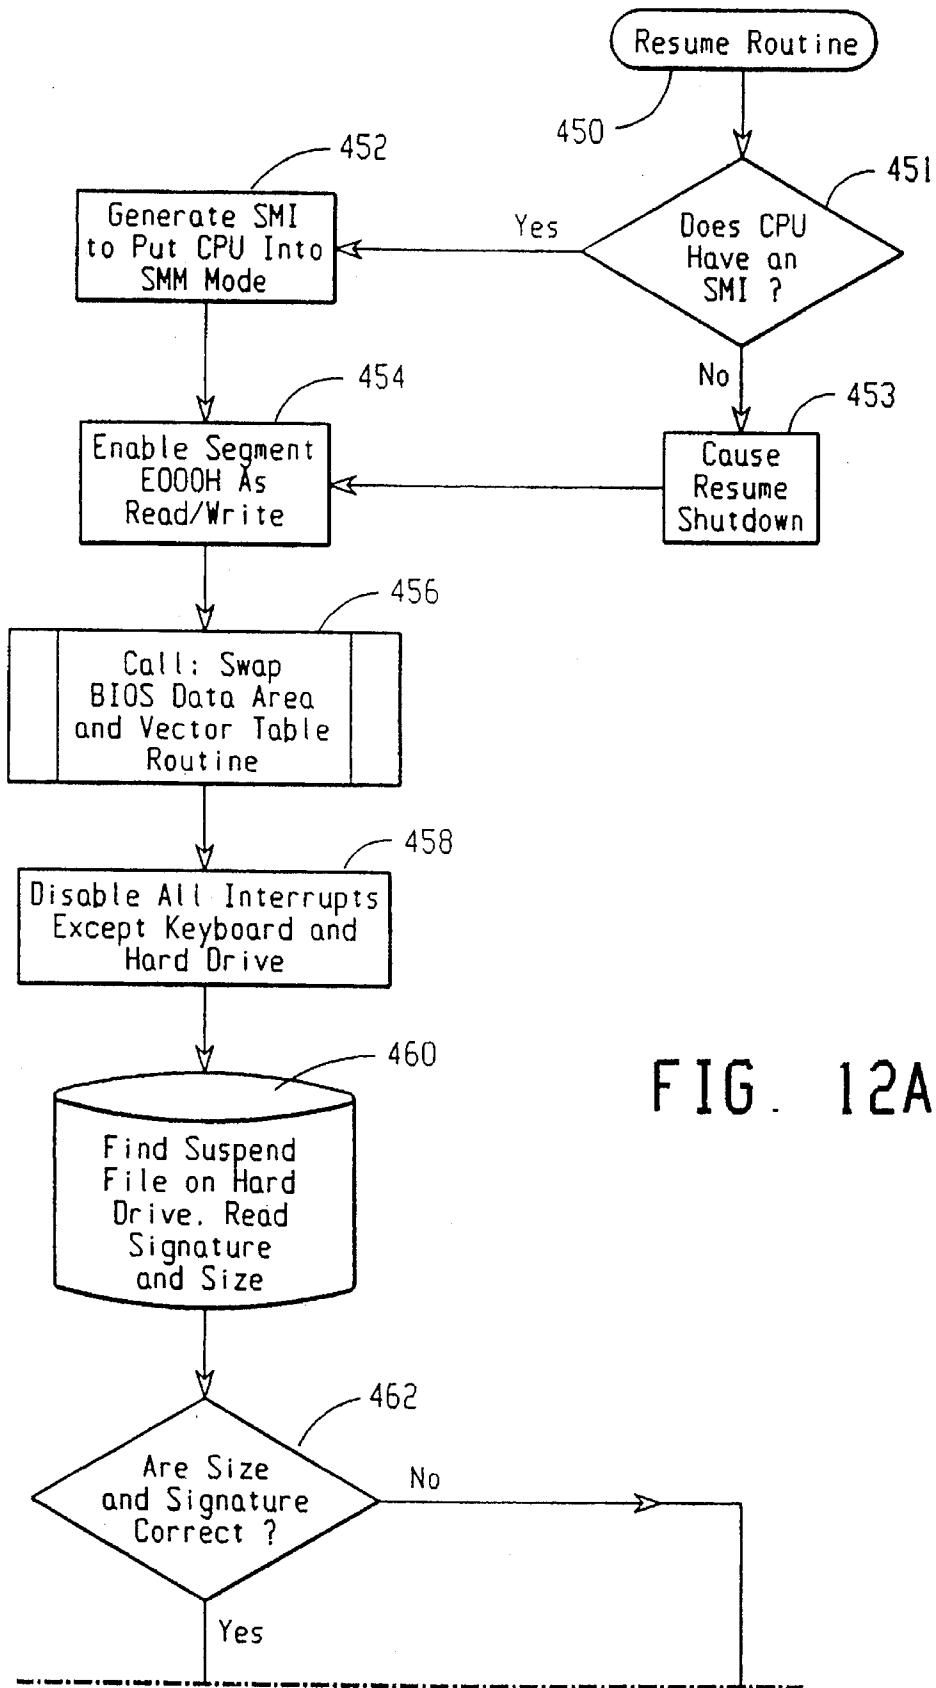 Resume Routine
450
451
Does CPU
Have an
SMI ?
Yes
No
452
Generate SMI
to Put CPU Into
SMM Mode
453
Cause
Resume
Shutdown
454
Enable Segment
E000H As
Read/Write
456
Call: Swap
BIOS Data Area
and Vector Table
Routine
458
Disable All Interrupts
Except Keyboard and
Hard Drive
460
Find Suspend
File on Hard
Drive. Read
Signature
and Size
462
Are Size
and Signature
Correct ?
No
Yes
FIG. 12A